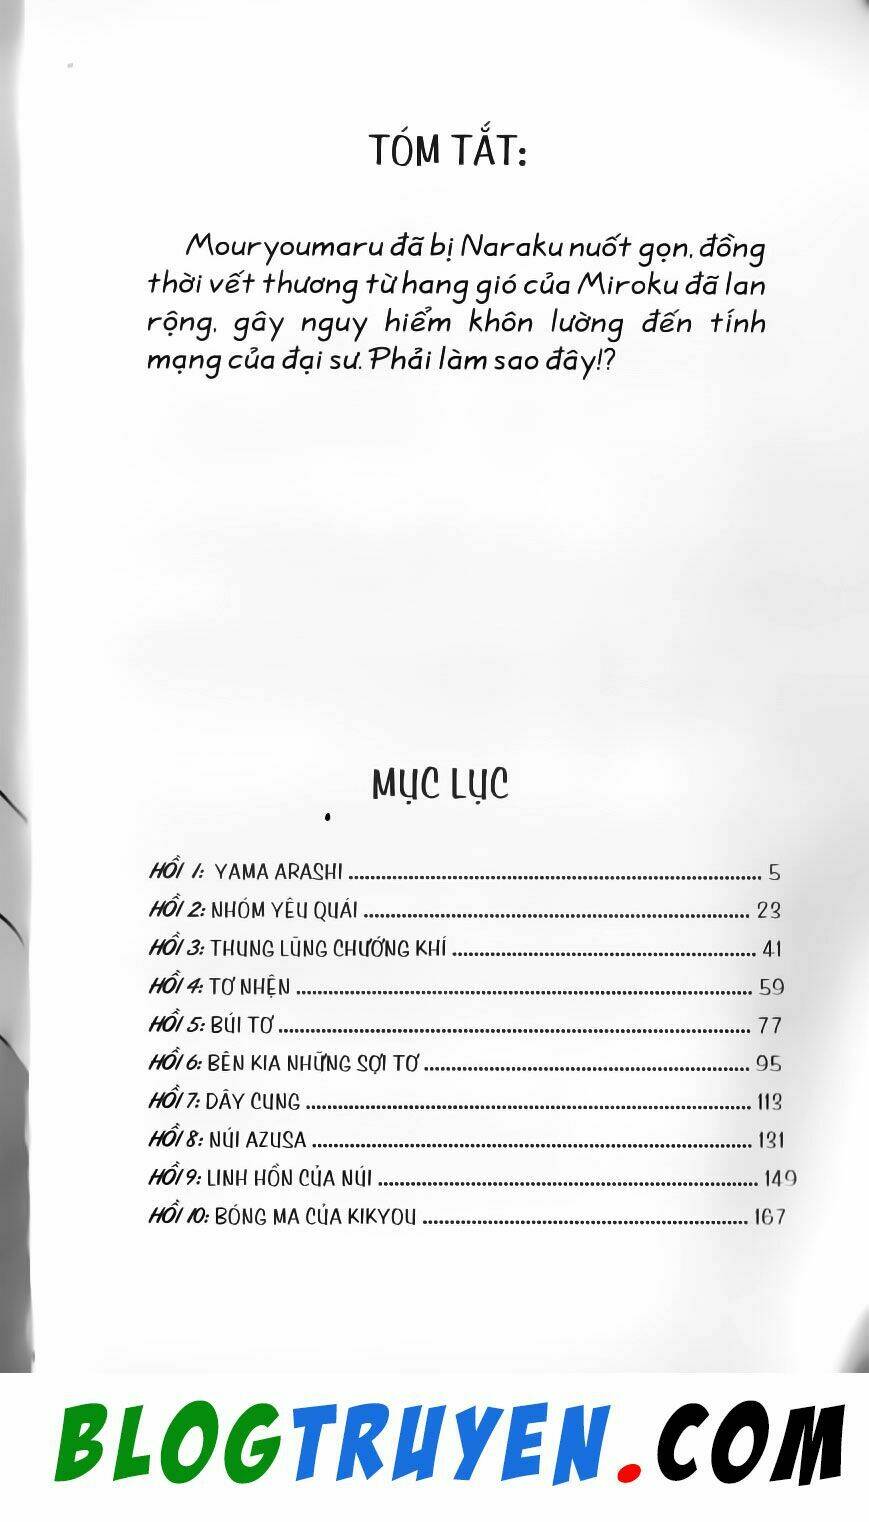 TÓM TẮT:
Mouryoumaru đã bị Naraku nuốt gọn, đồng
thời vết thương từ hang gió của Miroku đã lan
rộng, gây nguy hiểm khôn lường đến tính
mạng của đại sư. Phải làm sao đây!?
MỤC LỤC
HỒI 1: YAMA ARASHI ........ 5
HỒI 2: NHÓM YÊU QUÁI ........ 23
HỒI 3: THUNG LŨNG CHƯỚNG KHÍ ........ 41
HỒI 4: TƠ NHỆN ........ 59
HỒI 5: BÚI TƠ ........ 77
HỒI 6: BÊN KIA NHỮNG SỢI TƠ ........ 95
HỒI 7: DÂY CUNG ........ 113
HỒI 8: NÚI AZUSA ........ 131
HỒI 9: LINH HỒN CỦA NÚI ........ 149
HỒI 10: BÓNG MA CỦA KIKYOU ........ 167
BLOGTRUYEN.COM